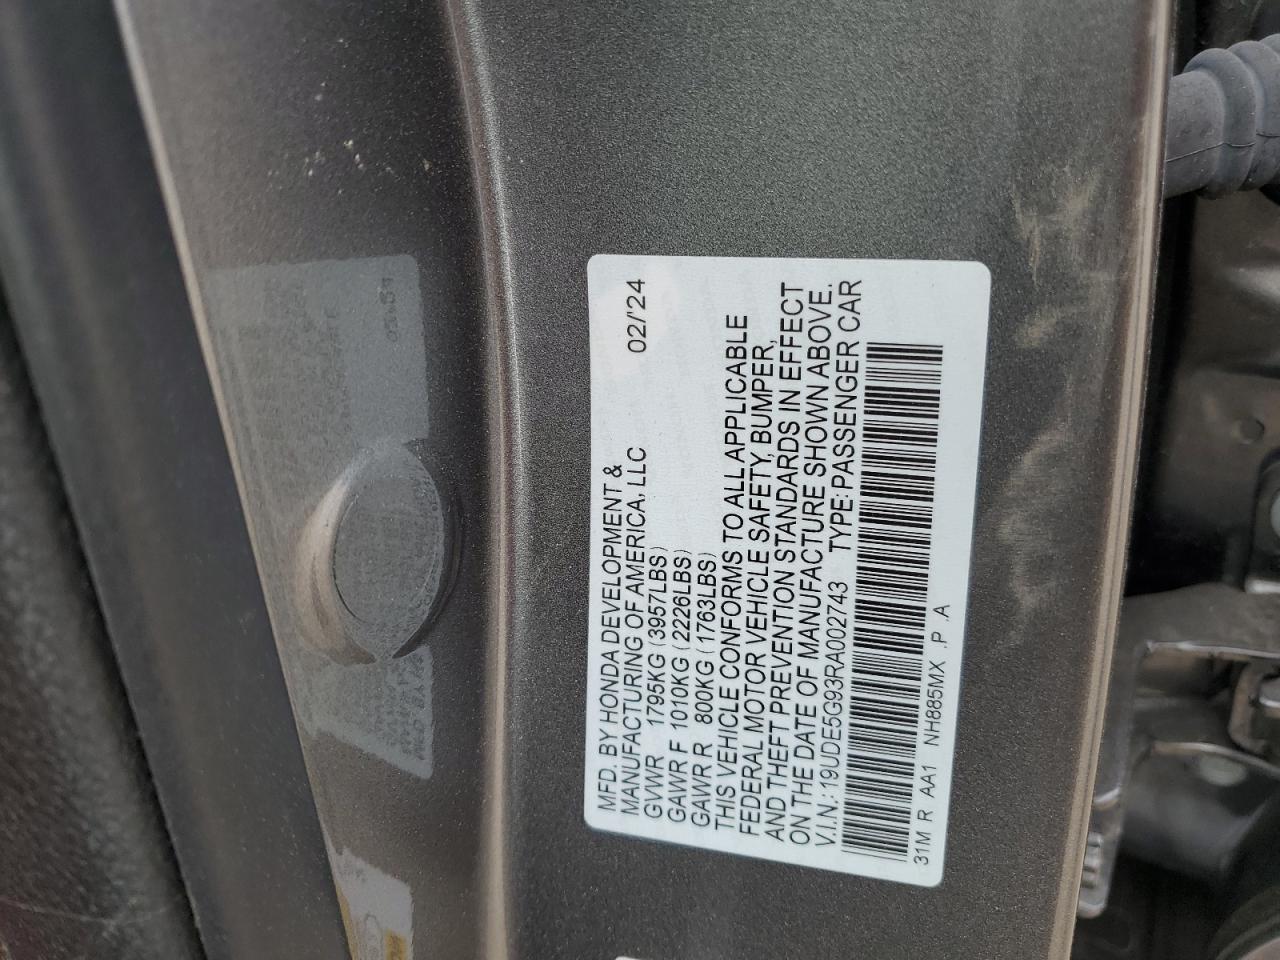 MFD. BY HONDA DEVELOPMENT &
MANUFACTURING OF AMERICA, LLC 02/'24
GVWR 1795KG (3957LBS)
GAWR F 1010KG (2226LBS)
GAWR R 800KG (1763LBS)
THIS VEHICLE CONFORMS TO ALL APPLICABLE
FEDERAL MOTOR VEHICLE SAFETY, BUMPER,
AND THEFT PREVENTION STANDARDS IN EFFECT
ON THE DATE OF MANUFACTURE SHOWN ABOVE.
V.I.N.: 19UDE5G93RA002743 TYPE: PASSENGER CAR
31M R AA1 NH885MX .P .A